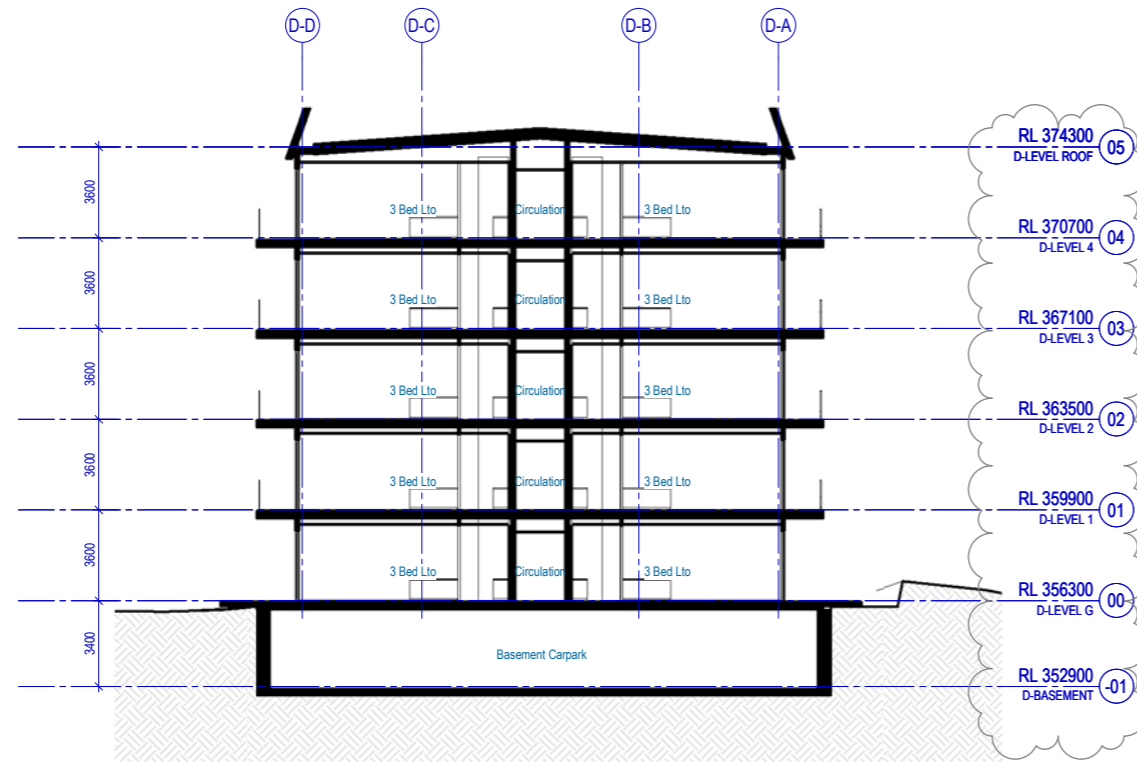 D-D
D-C
D-B
D-A
RL 374300
D-LEVEL ROOF
05
3600
3 Bed Lto
Circulation
3 Bed Lto
RL 370700
D-LEVEL 4
04
3600
3 Bed Lto
Circulation
3 Bed Lto
RL 367100
D-LEVEL 3
03
3600
3 Bed Lto
Circulation
3 Bed Lto
RL 363500
D-LEVEL 2
02
3600
3 Bed Lto
Circulation
3 Bed Lto
RL 359900
D-LEVEL 1
01
3600
3 Bed Lto
Circulation
3 Bed Lto
RL 356300
D-LEVEL G
00
3400
Basement Carpark
RL 352900
D-BASEMENT
-01